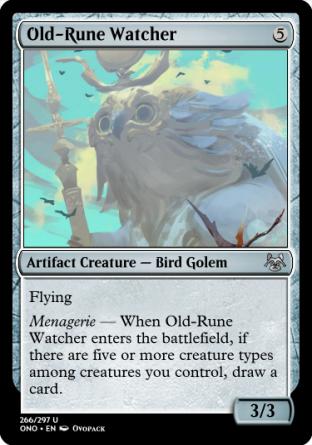 Old-Rune Watcher 5
Artifact Creature — Bird Golem
Flying
Menagerie — When Old-Rune
Watcher enters the battlefield, if
there are five or more creature types
among creatures you control, draw a
card.
3/3
266/297 U
ONO • EN Ovopack